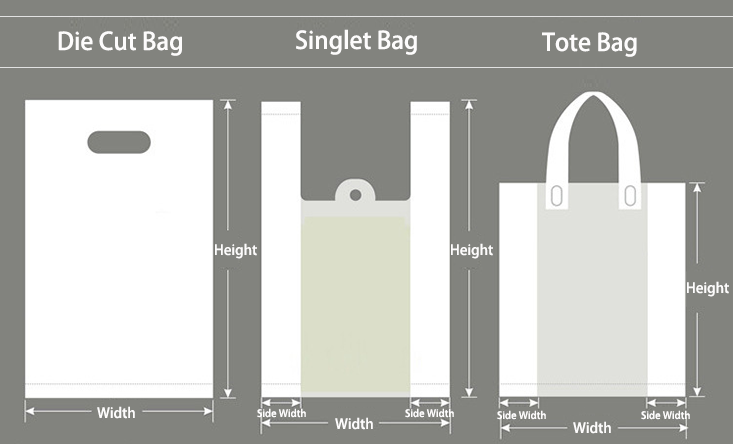 Die Cut Bag
Singlet Bag
Tote Bag
Height
Width
Height
Side Width
Side Width
Width
Height
Side Width
Side Width
Width